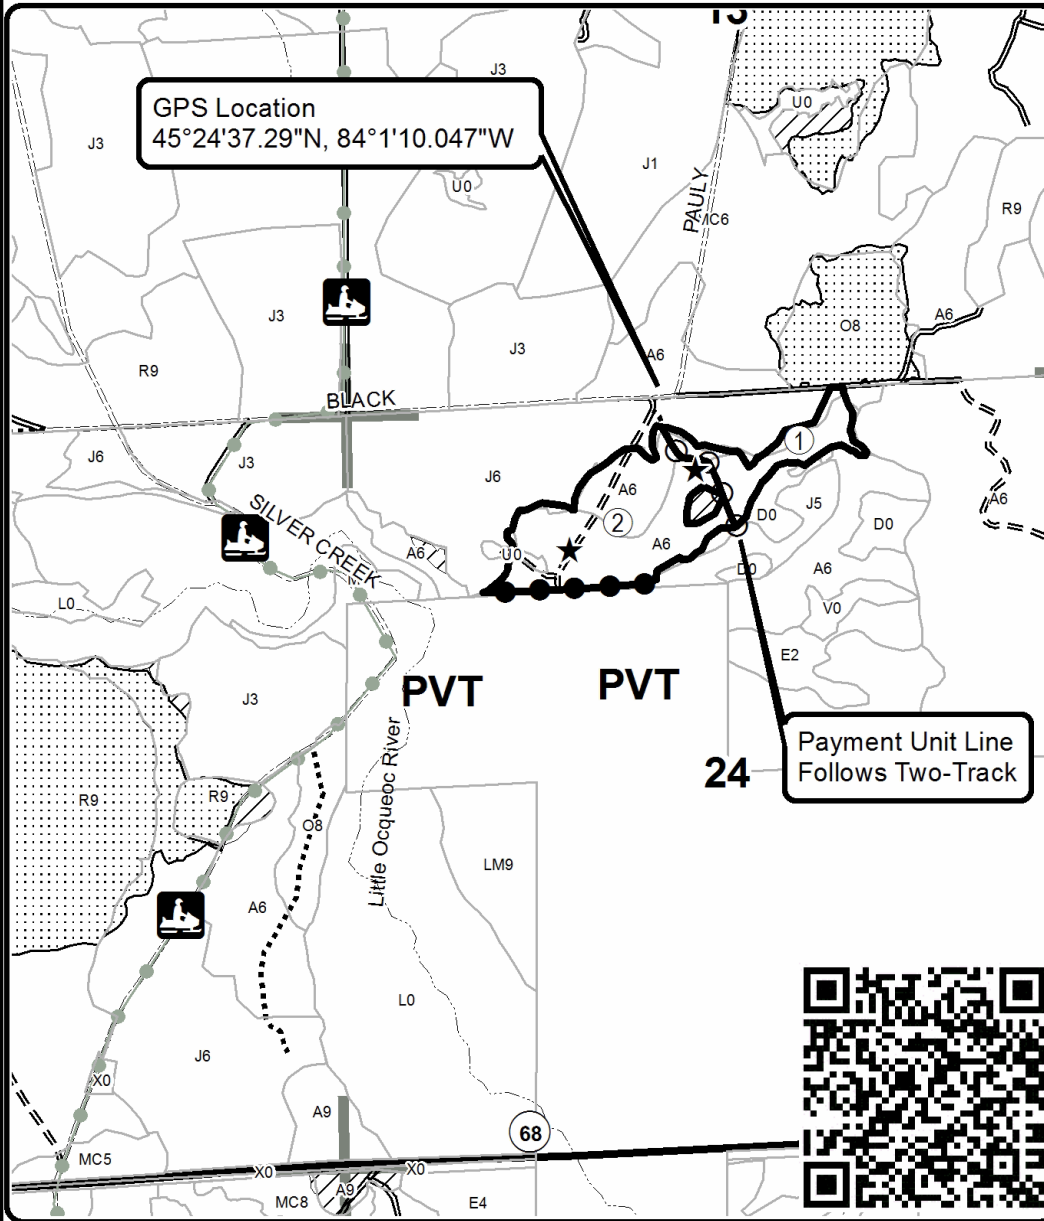 13
J3
GPS Location
45°24'37.29"N, 84°1'10.047"W
U0
J3
J1
U0
PAULY
MC6
R9
J3
A6
O8
J3
A6
R9
BLACK
J6
J3
J6
1
A6
2
SILVER CREEK
A6
U0
A6
D0
J5
D0
A6
D0
A6
L0
V0
E2
J3
PVT
PVT
Little Ocqueoc River
Payment Unit Line
Follows Two-Track
24
R9
R9
O8
LM9
A6
L0
J6
X0
A9
68
MC5
X0
X0
A9
MC8
E4